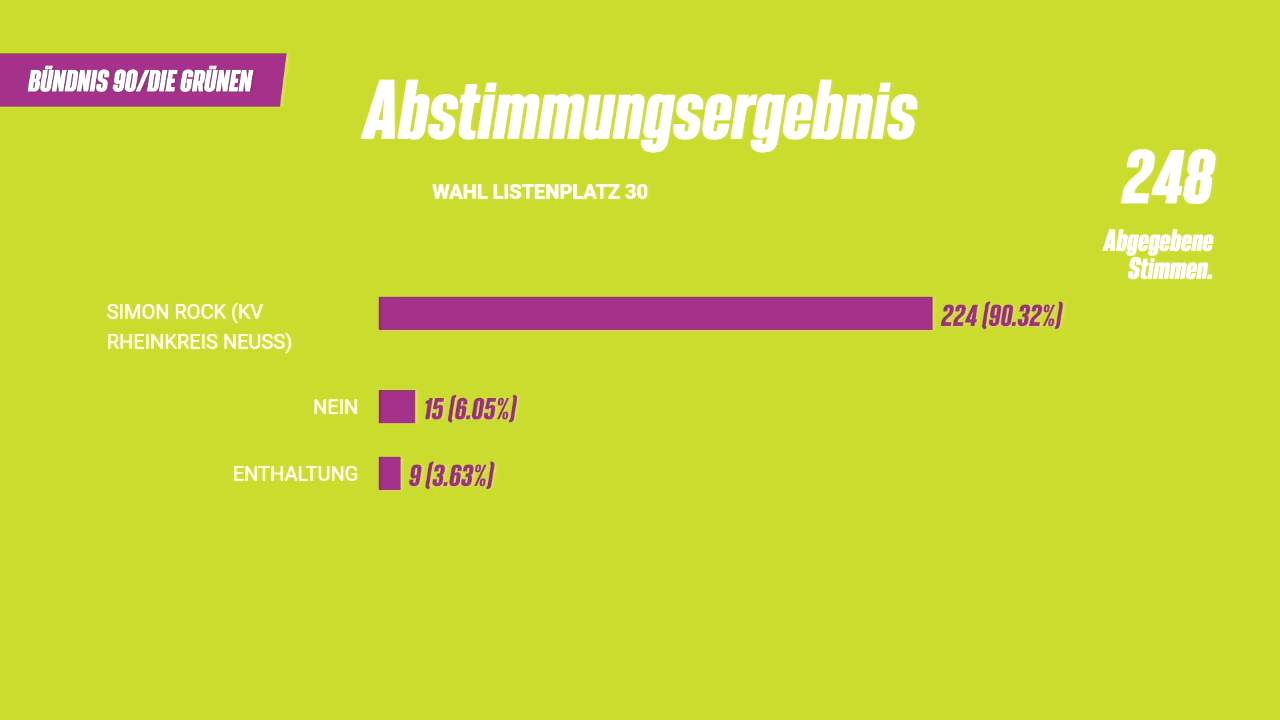 BÜNDNIS 90/DIE GRÜNEN
Abstimmungsergebnis
WAHL LISTENPLATZ 30
248
Abgegebene
Stimmen.
SIMON ROCK (KV
RHEINKREIS NEUSS)
224 (90.32%)
NEIN
15 (6.05%)
ENTHALTUNG
9 (3.63%)